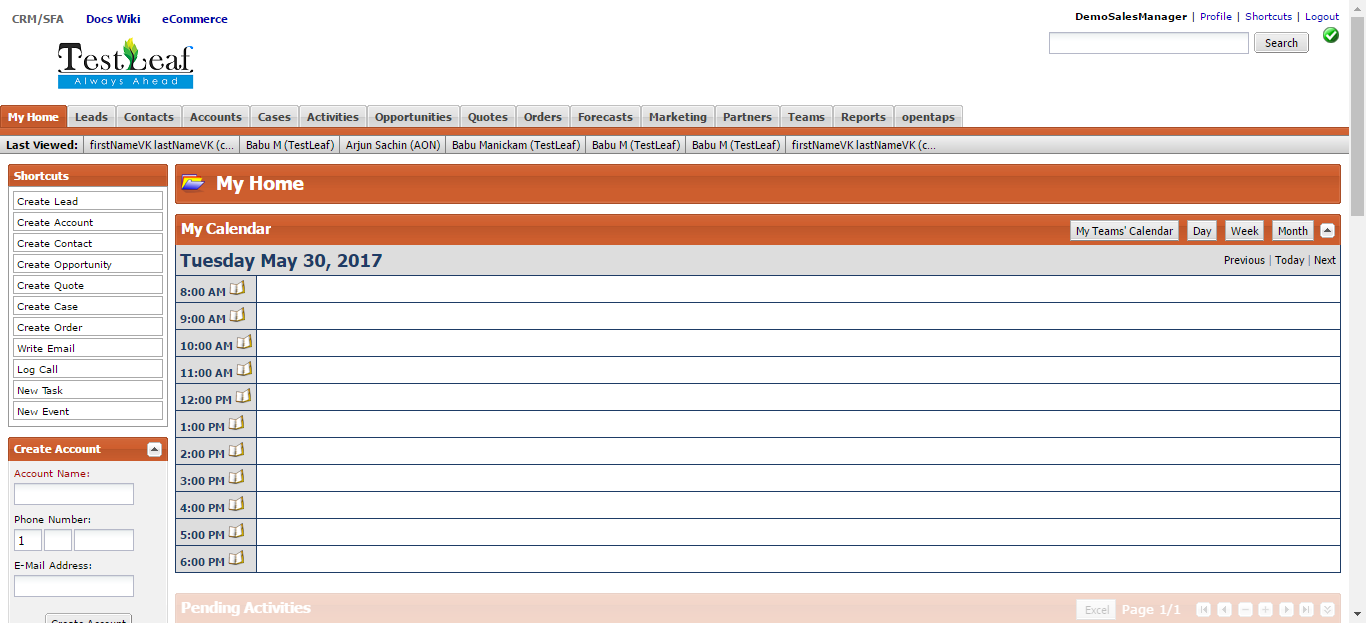 CRM/SFA Docs Wiki eCommerce
DemoSalesManager | Profile | Shortcuts | Logout
TestLeaf
Always Ahead
Search
My Home Leads Contacts Accounts Cases Activities Opportunities Quotes Orders Forecasts Marketing Partners Teams Reports opentaps
Last Viewed: firstNameVK lastNameVK (c... Babu M (TestLeaf) Arjun Sachin (AON) Babu Manickam (TestLeaf) Babu M (TestLeaf) Babu M (TestLeaf) firstNameVK lastNameVK (c...
Shortcuts
Create Lead
Create Account
Create Contact
Create Opportunity
Create Quote
Create Case
Create Order
Write Email
Log Call
New Task
New Event
Create Account
Account Name:
Phone Number:
1
E-Mail Address:
Create Account
My Home
My Calendar
My Teams' Calendar Day Week Month
Tuesday May 30, 2017
Previous | Today | Next
8:00 AM
9:00 AM
10:00 AM
11:00 AM
12:00 PM
1:00 PM
2:00 PM
3:00 PM
4:00 PM
5:00 PM
6:00 PM
Pending Activities
Excel Page 1/1